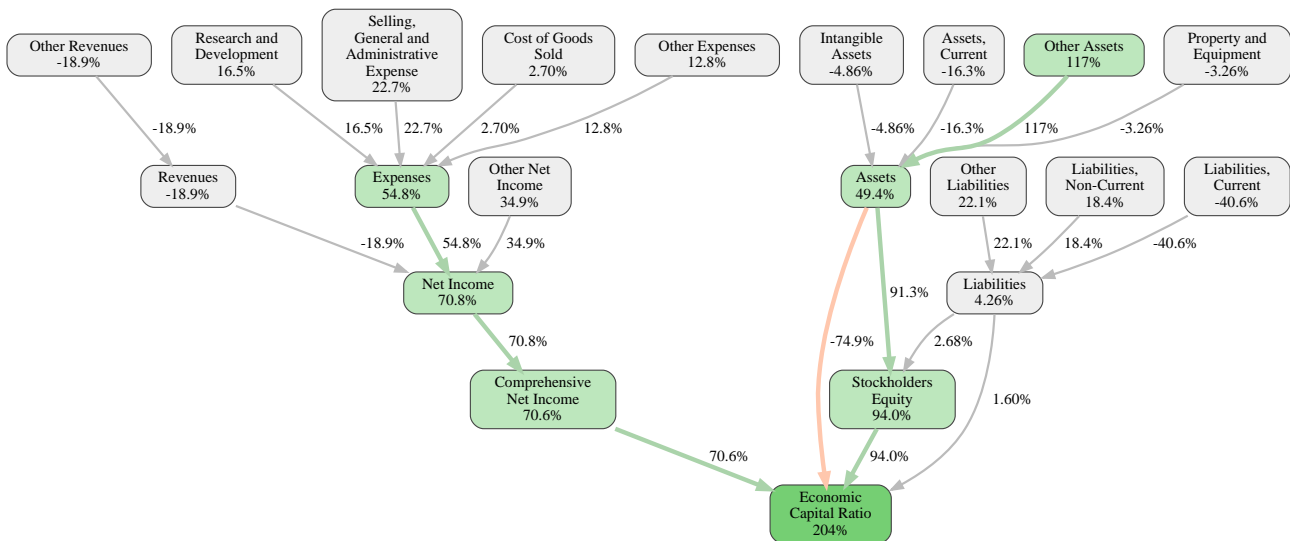 Other Revenues
-18.9%
Research and
Development
16.5%
Selling,
General and
Administrative
Expense
22.7%
Cost of Goods
Sold
2.70%
Other Expenses
12.8%
Intangible
Assets
-4.86%
Assets,
Current
-16.3%
Other Assets
117%
Property and
Equipment
-3.26%
-18.9%
16.5%
22.7%
2.70%
12.8%
-4.86%
-16.3%
117%
-3.26%
Revenues
-18.9%
Expenses
54.8%
Other Net
Income
34.9%
Assets
49.4%
Other
Liabilities
22.1%
Liabilities,
Non-Current
18.4%
Liabilities,
Current
-40.6%
-18.9%
54.8%
34.9%
22.1%
18.4%
-40.6%
Net Income
70.8%
91.3%
Liabilities
4.26%
70.8%
-74.9%
2.68%
Comprehensive
Net Income
70.6%
Stockholders
Equity
94.0%
1.60%
70.6%
94.0%
Economic
Capital Ratio
204%